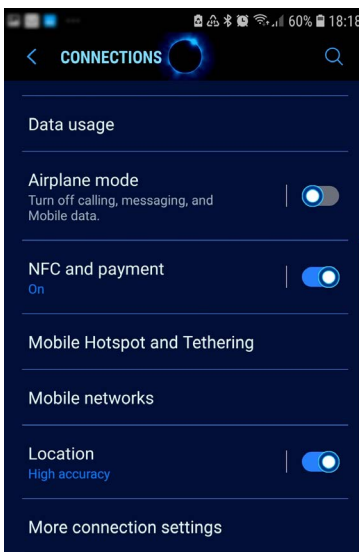 60% 18:18
CONNECTIONS
Data usage
Airplane mode
Turn off calling, messaging, and
Mobile data.
NFC and payment
On
Mobile Hotspot and Tethering
Mobile networks
Location
High accuracy
More connection settings